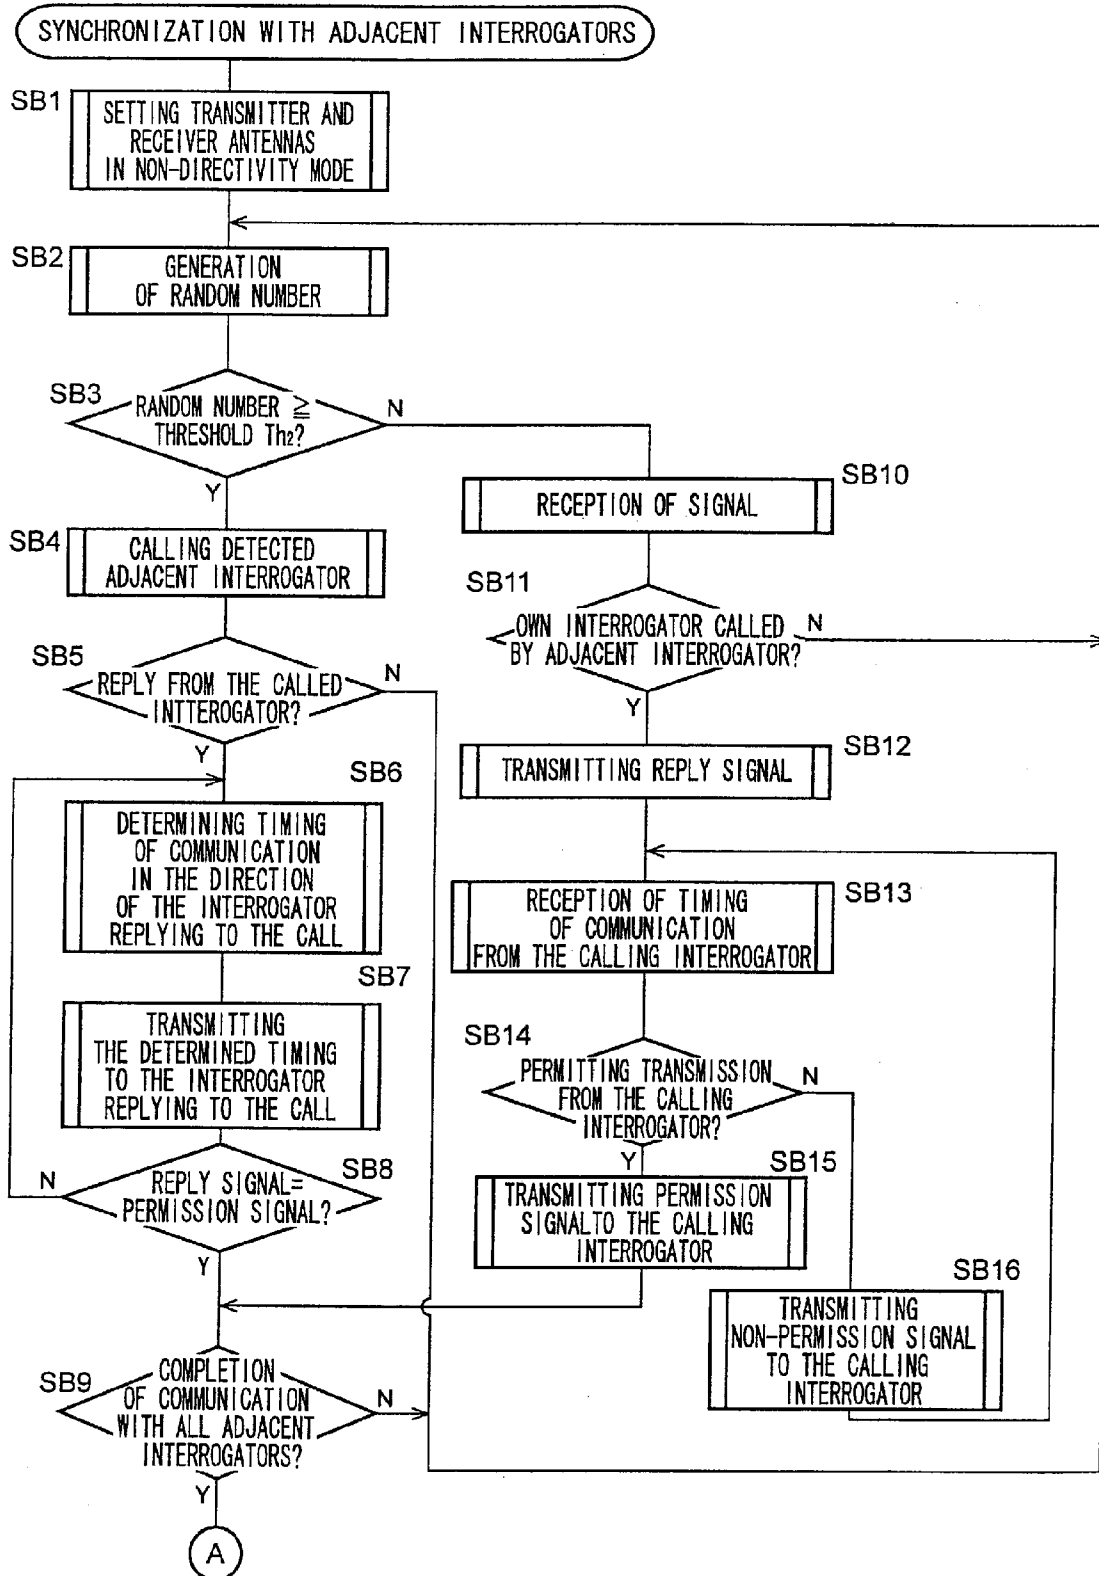 SYNCHRONIZATION WITH ADJACENT INTERROGATORS
SB1
SETTING TRANSMITTER AND
RECEIVER ANTENNAS
IN NON-DIRECTIVITY MODE
SB2
GENERATION
OF RANDOM NUMBER
SB3
RANDOM NUMBER ≧
THRESHOLD Th2?
N
Y
SB4
CALLING DETECTED
ADJACENT INTERROGATOR
SB5
REPLY FROM THE CALLED
INTTEROGATOR?
N
Y
SB6
DETERMINING TIMING
OF COMMUNICATION
IN THE DIRECTION
OF THE INTERROGATOR
REPLYING TO THE CALL
SB7
TRANSMITTING
THE DETERMINED TIMING
TO THE INTERROGATOR
REPLYING TO THE CALL
SB8
REPLY SIGNAL=
PERMISSION SIGNAL?
N
Y
SB9
COMPLETION
OF COMMUNICATION
WITH ALL ADJACENT
INTERROGATORS?
N
Y
A
SB10
RECEPTION OF SIGNAL
SB11
OWN INTERROGATOR CALLED
BY ADJACENT INTERROGATOR?
N
Y
SB12
TRANSMITTING REPLY SIGNAL
SB13
RECEPTION OF TIMING
OF COMMUNICATION
FROM THE CALLING INTERROGATOR
SB14
PERMITTING TRANSMISSION
FROM THE CALLING
INTERROGATOR?
N
Y
SB15
TRANSMITTING PERMISSION
SIGNALTO THE CALLING
INTERROGATOR
SB16
TRANSMITTING
NON-PERMISSION SIGNAL
TO THE CALLING
INTERROGATOR